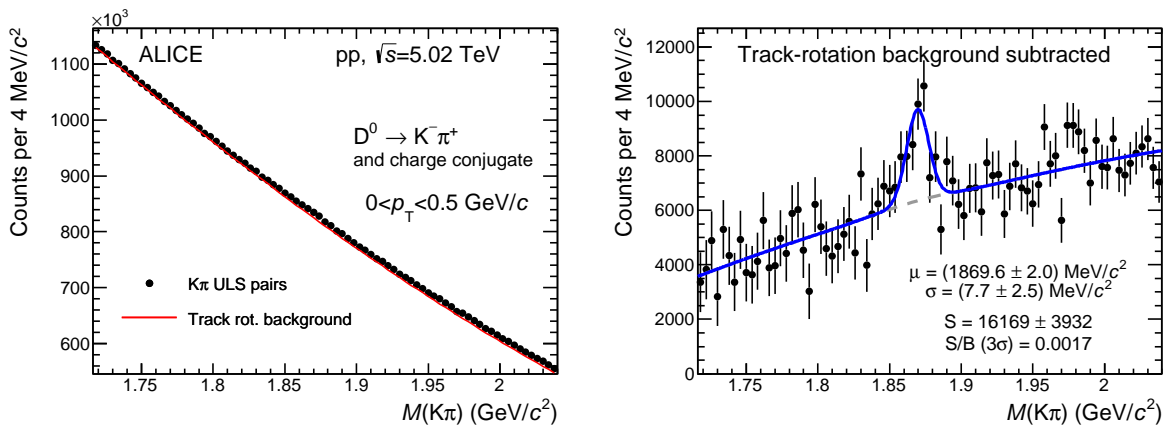 ×10³
Counts per 4 MeV/c²
1100
1000
900
800
700
600
ALICE
pp, √s=5.02 TeV
D⁰ → K⁻π⁺
and charge conjugate
0<p_T<0.5 GeV/c
Kπ ULS pairs
Track rot. background
1.75 1.8 1.85 1.9 1.95 2
M(Kπ) (GeV/c²)
Counts per 4 MeV/c²
12000
10000
8000
6000
4000
2000
0
Track-rotation background subtracted
μ = (1869.6 ± 2.0) MeV/c²
σ = (7.7 ± 2.5) MeV/c²
S = 16169 ± 3932
S/B (3σ) = 0.0017
1.75 1.8 1.85 1.9 1.95 2
M(Kπ) (GeV/c²)